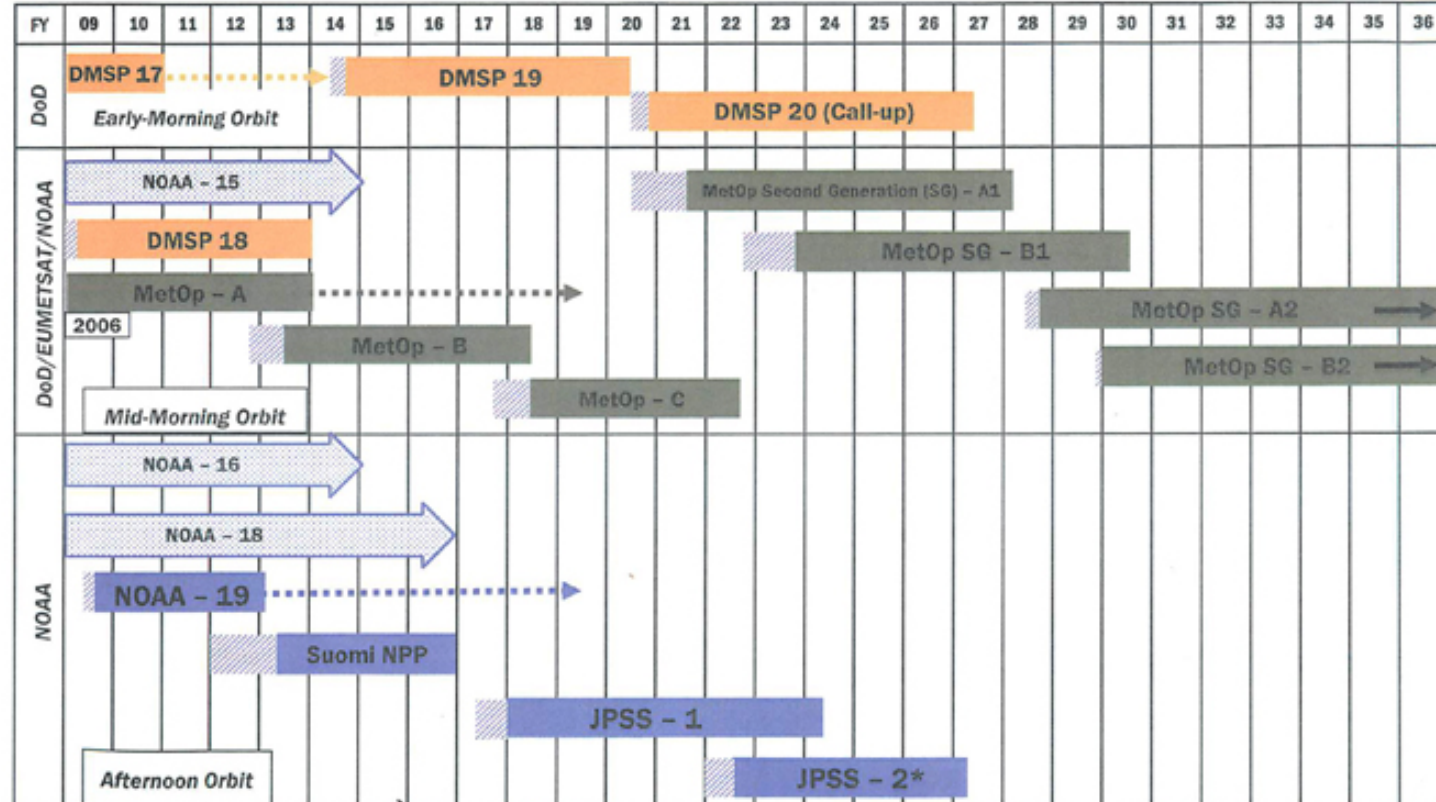 FY 09 10 11 12 13 14 15 16 17 18 19 20 21 22 23 24 25 26 27 28 29 30 31 32 33 34 35 36
DoD
DMSP 17
DMSP 19
DMSP 20 (Call-up)
Early-Morning Orbit
DoD/EUMETSAT/NOAA
NOAA – 15
MetOp Second Generation (SG) – A1
DMSP 18
MetOp SG – B1
MetOp – A
MetOp SG – A2
2006
MetOp – B
MetOp SG – B2
MetOp – C
Mid-Morning Orbit
NOAA
NOAA – 16
NOAA – 18
NOAA – 19
Suomi NPP
JPSS – 1
JPSS – 2*
Afternoon Orbit